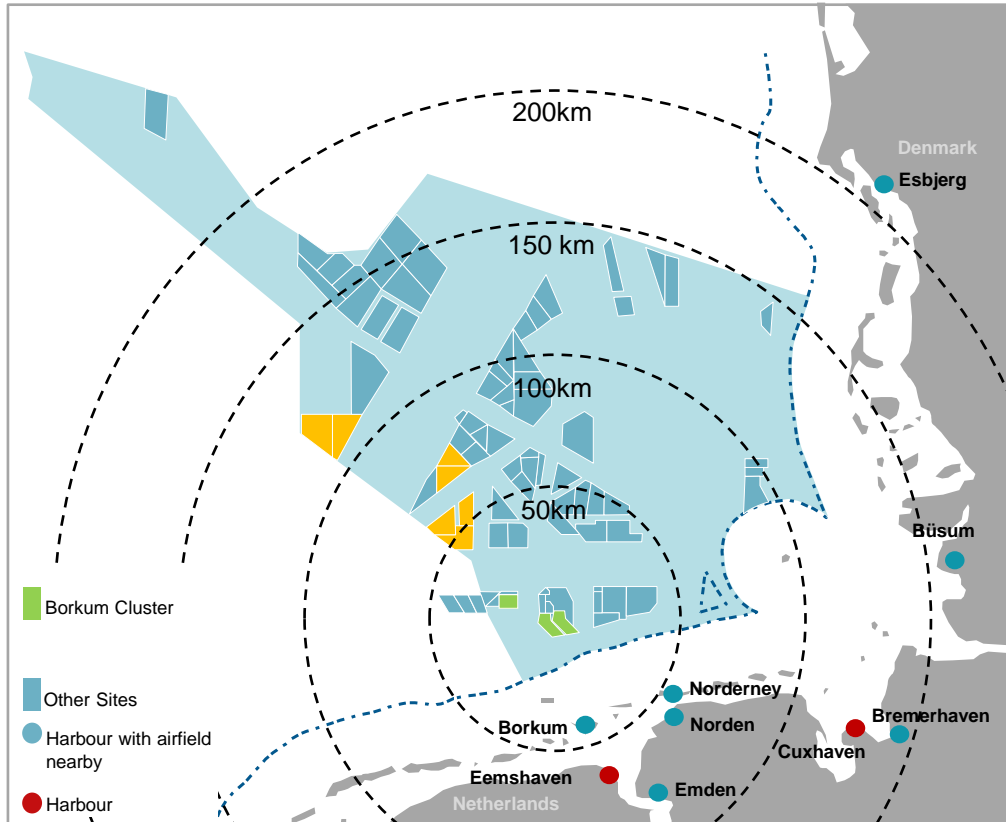 200km
Denmark
Esbjerg
150 km
100km
50km
Büsum
Borkum Cluster
Other Sites
Harbour with airfield
nearby
Harbour
Norderney
Borkum
Norden
Bremerhaven
Cuxhaven
Eemshaven
Emden
Netherlands